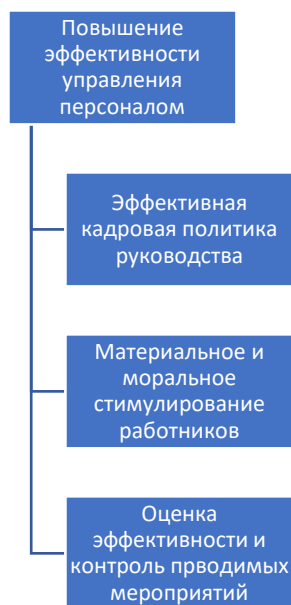 Повышение
эффективности
управления
персоналом
Эффективная
кадровая политика
руководства
Материальное и
моральное
стимулирование
работников
Оценка
эффективности и
контроль прводимых
мероприятий